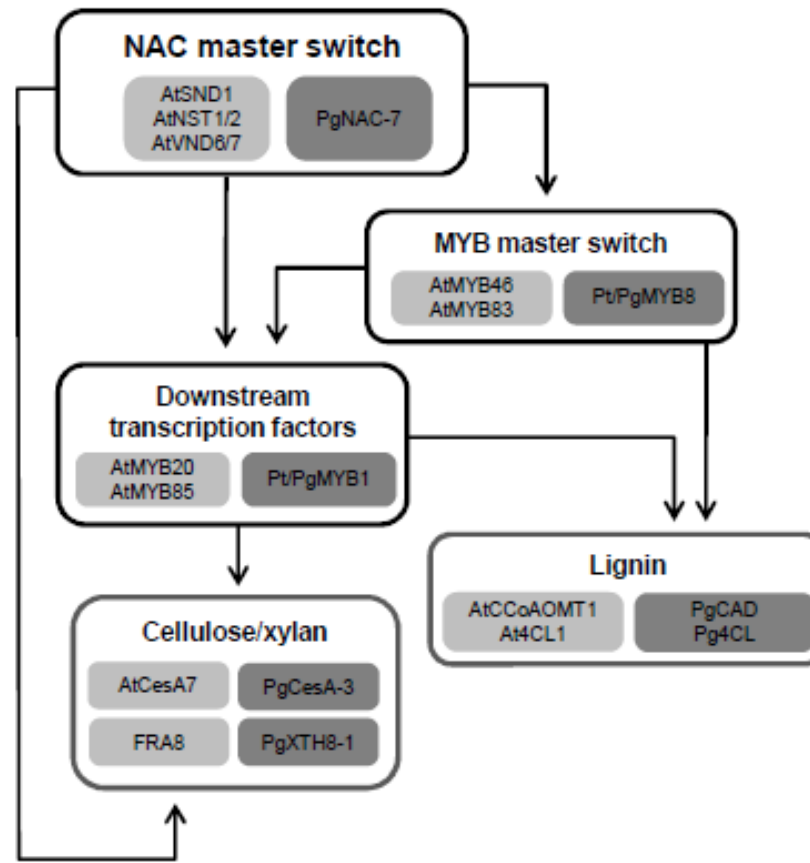 NAC master switch
AtSND1
AtNST1/2
AtVND6/7
PgNAC-7
MYB master switch
AtMYB46
AtMYB83
Pt/PgMYB8
Downstream
transcription factors
AtMYB20
AtMYB85
Pt/PgMYB1
Lignin
AtCCoAOMT1
At4CL1
PgCAD
Pg4CL
Cellulose/xylan
AtCesA7
PgCesA-3
FRA8
PgXTH8-1